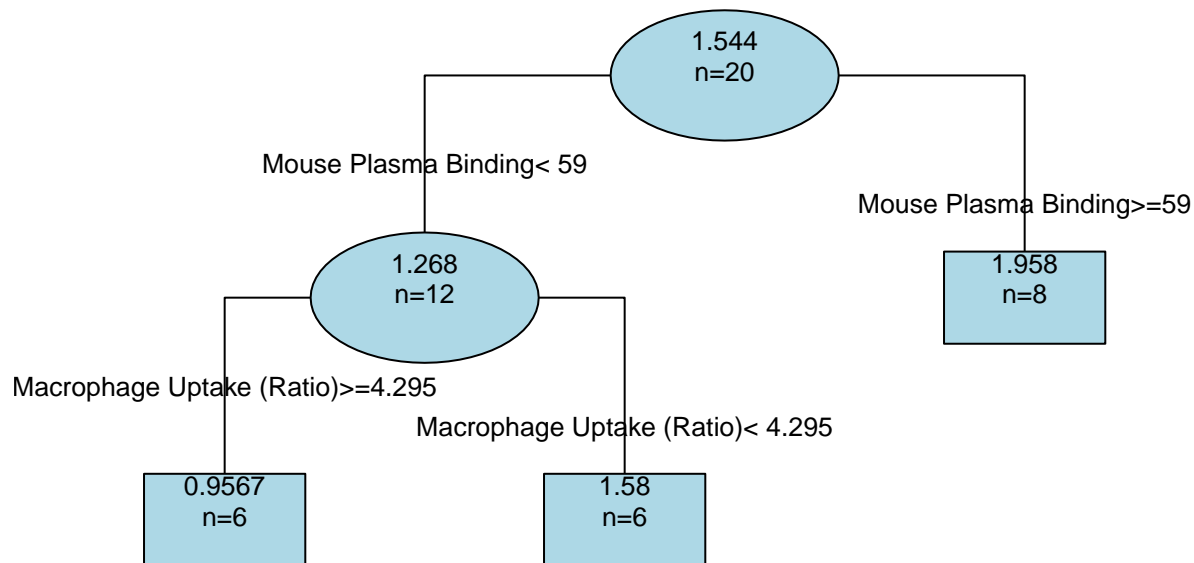 1.544
n=20
Mouse Plasma Binding< 59
Mouse Plasma Binding>=59
1.268
n=12
1.958
n=8
Macrophage Uptake (Ratio)>=4.295
Macrophage Uptake (Ratio)< 4.295
0.9567
n=6
1.58
n=6